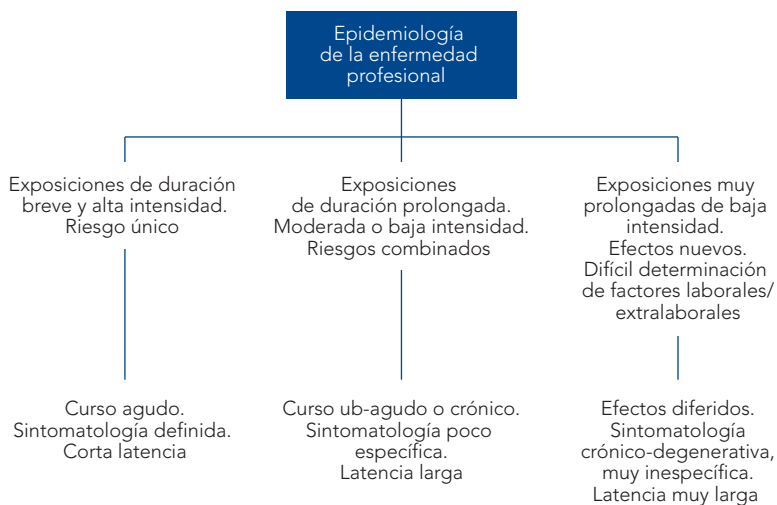 Epidemiología
de la enfermedad
profesional
Exposiciones de duración
breve y alta intensidad.
Riesgo único
Exposiciones
de duración prolongada.
Moderada o baja intensidad.
Riesgos combinados
Exposiciones muy
prolongadas de baja
intensidad.
Efectos nuevos.
Difícil determinación
de factores laborales/
extralaborales
Curso agudo.
Sintomatología definida.
Corta latencia
Curso ub-agudo o crónico.
Sintomatología poco
específica.
Latencia larga
Efectos diferidos.
Sintomatología
crónico-degenerativa,
muy inespecífica.
Latencia muy larga